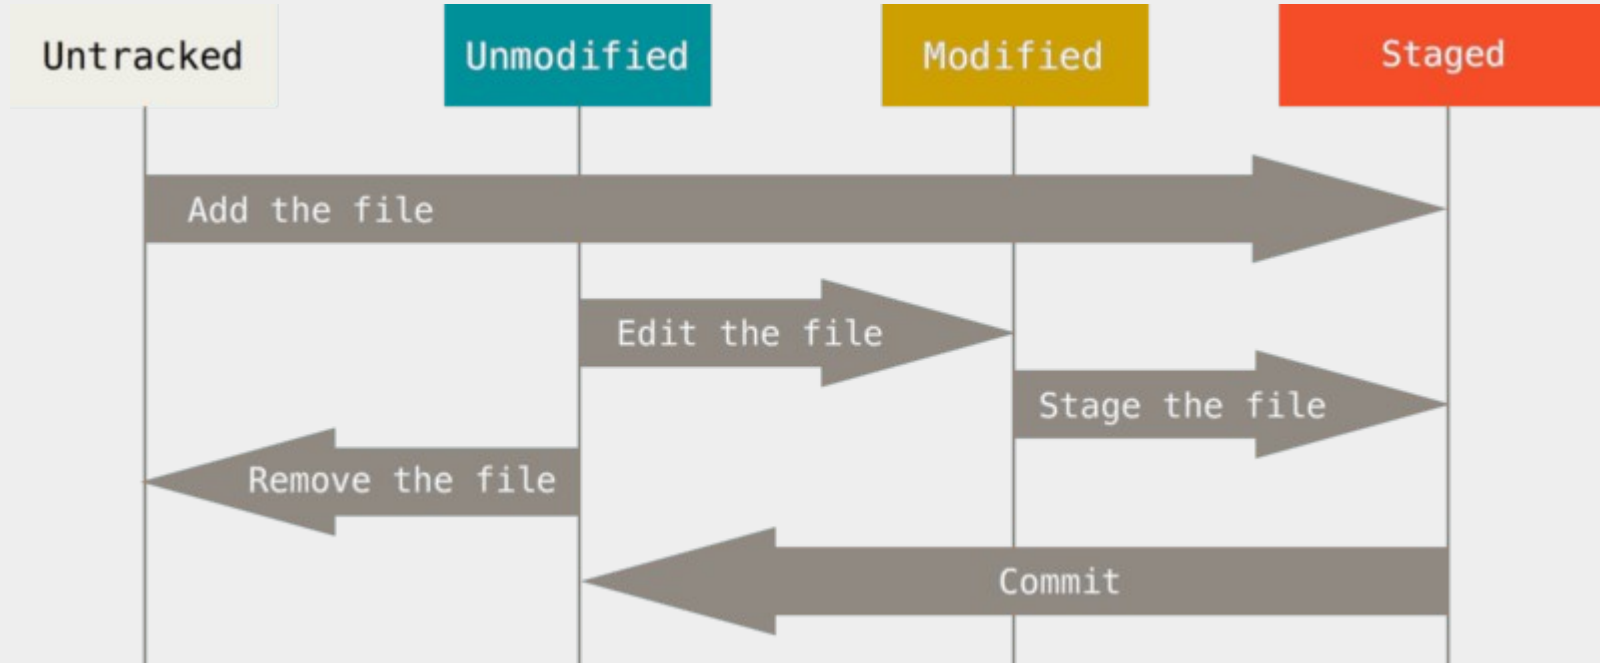 Untracked
Unmodified
Modified
Staged
Add the file
Edit the file
Stage the file
Remove the file
Commit